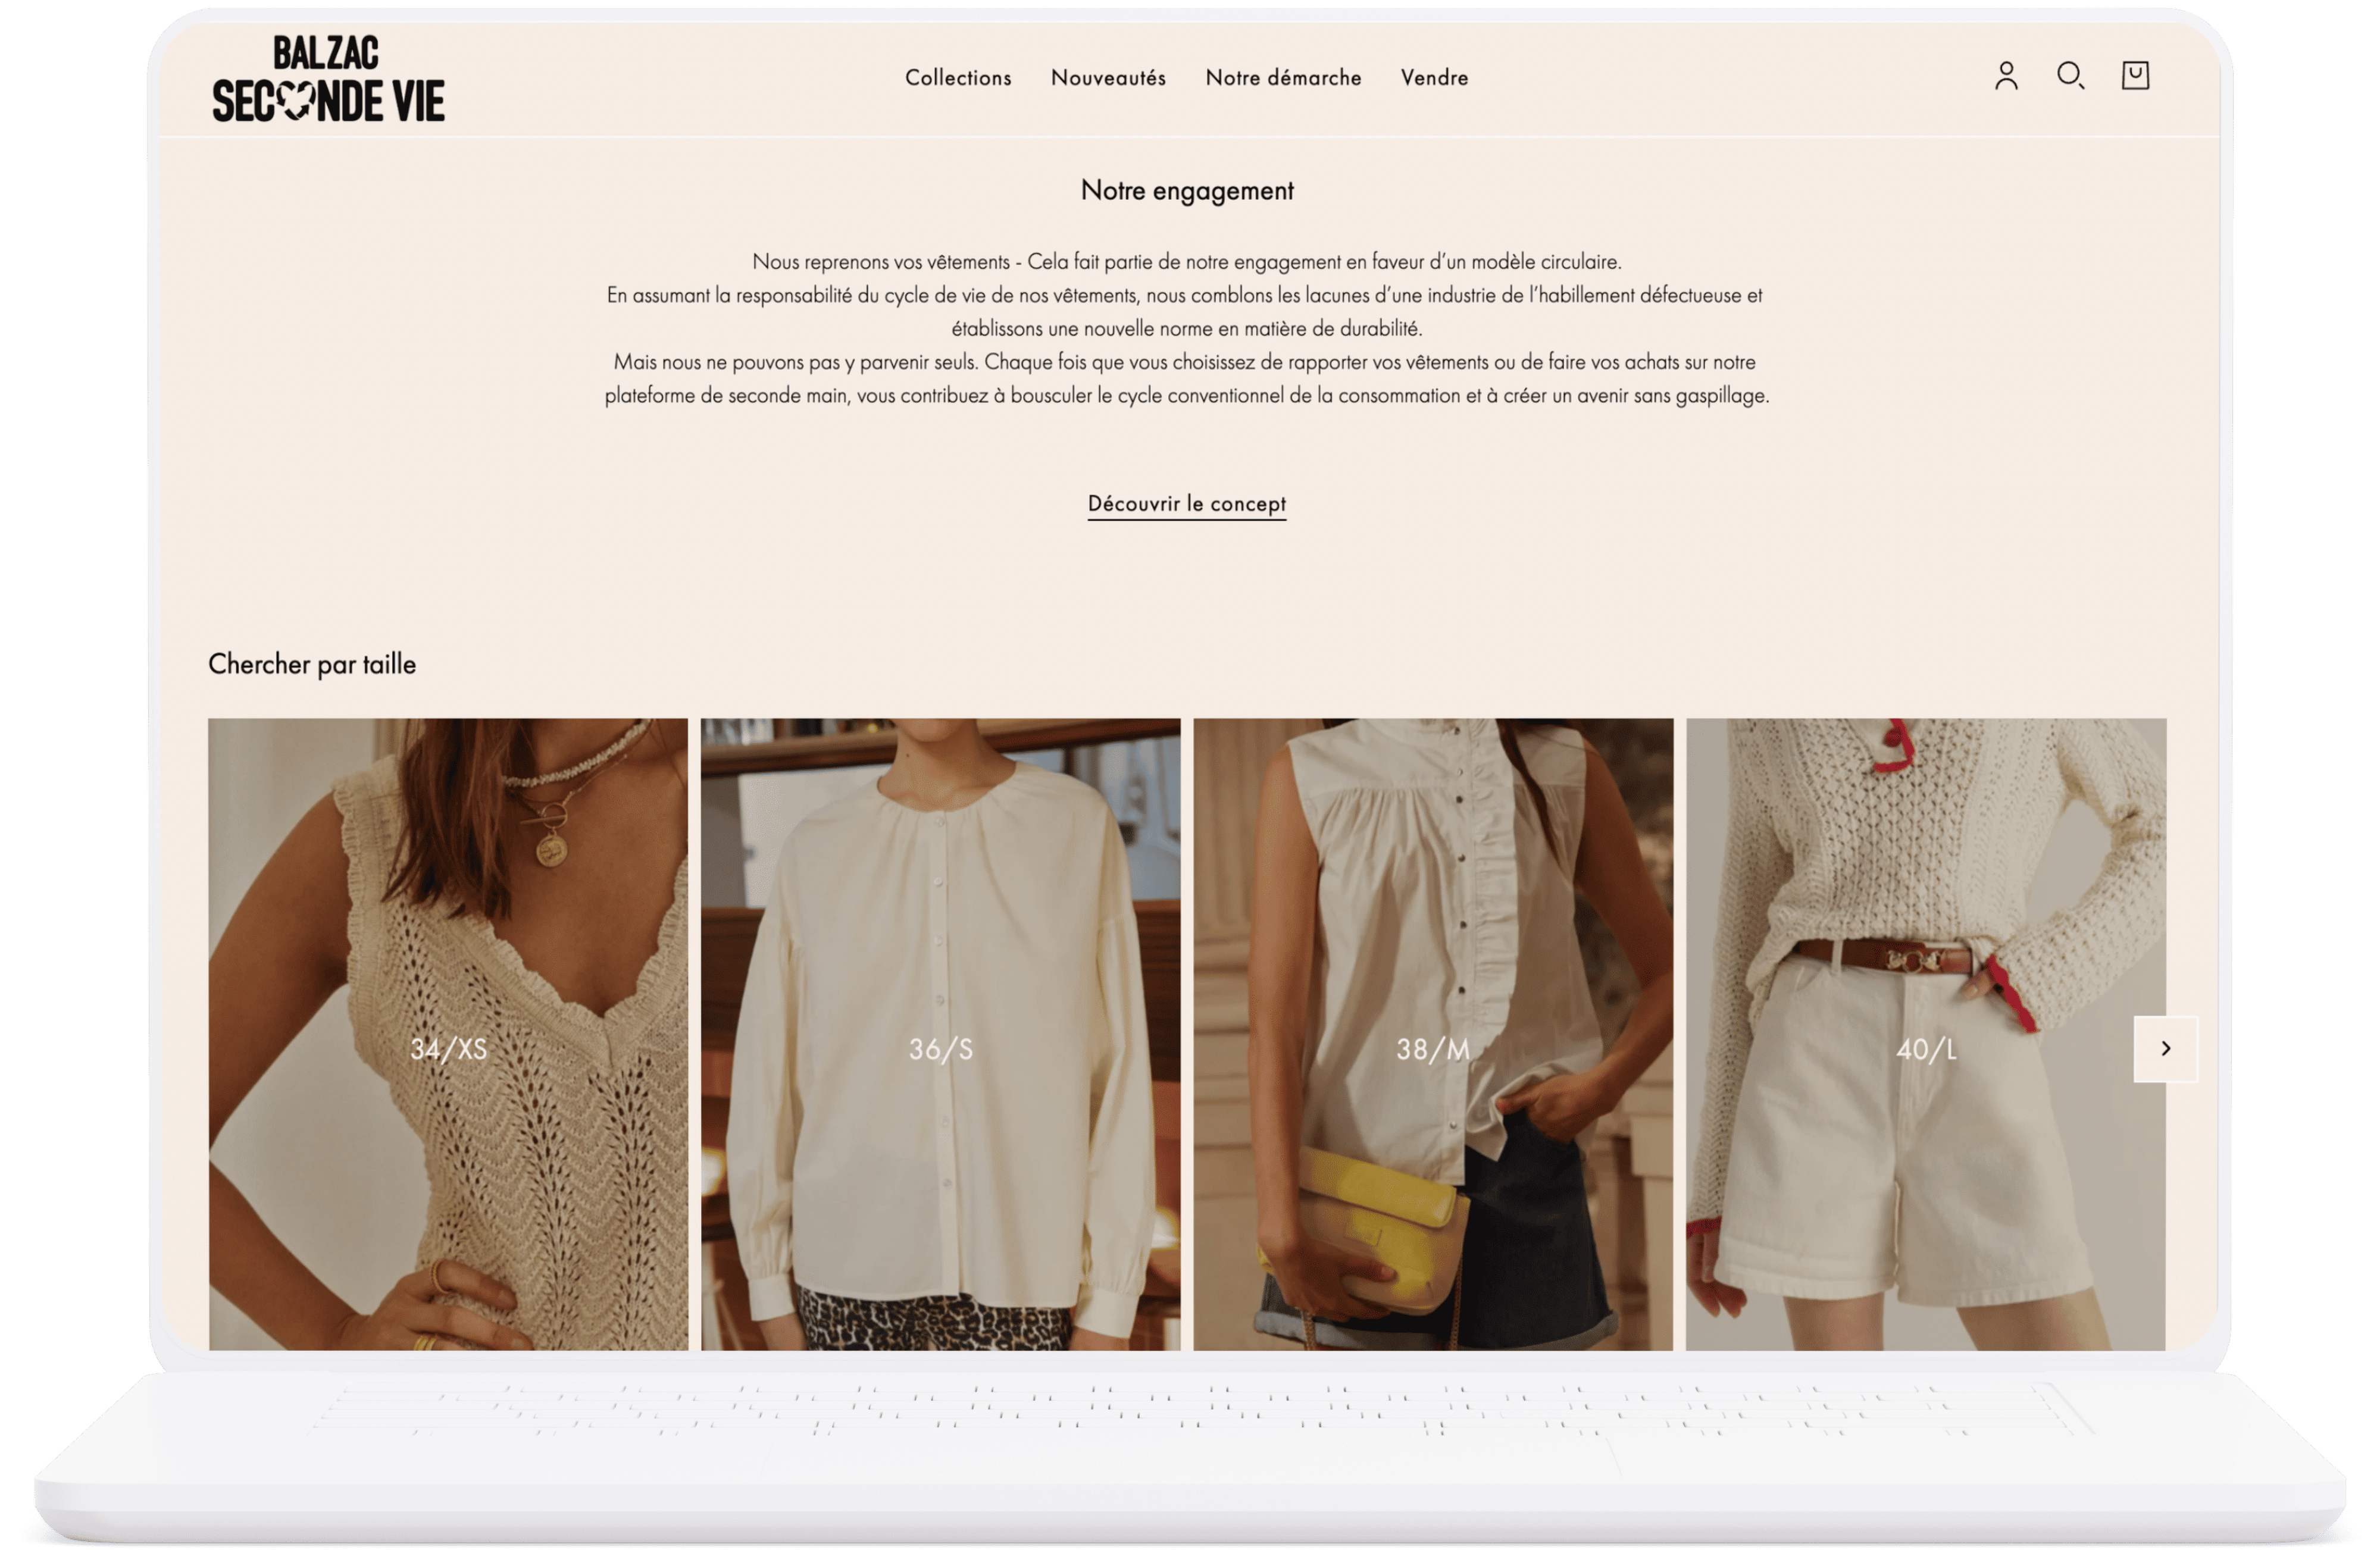 BALZAC
SECONDE VIE
Collections Nouveautés Notre démarche Vendre
Notre engagement
Nous reprenons vos vêtements - Cela fait partie de notre engagement en faveur d’un modèle circulaire.
En assumant la responsabilité du cycle de vie de nos vêtements, nous comblons les lacunes d’une industrie de l’habillement défectueuse et
établissons une nouvelle norme en matière de durabilité.
Mais nous ne pouvons pas y parvenir seuls. Chaque fois que vous choisissez de rapporter vos vêtements ou de faire vos achats sur notre
plateforme de seconde main, vous contribuez à bousculer le cycle conventionnel de la consommation et à créer un avenir sans gaspillage.
Découvrir le concept
Chercher par taille
34/XS
36/S
38/M
40/L